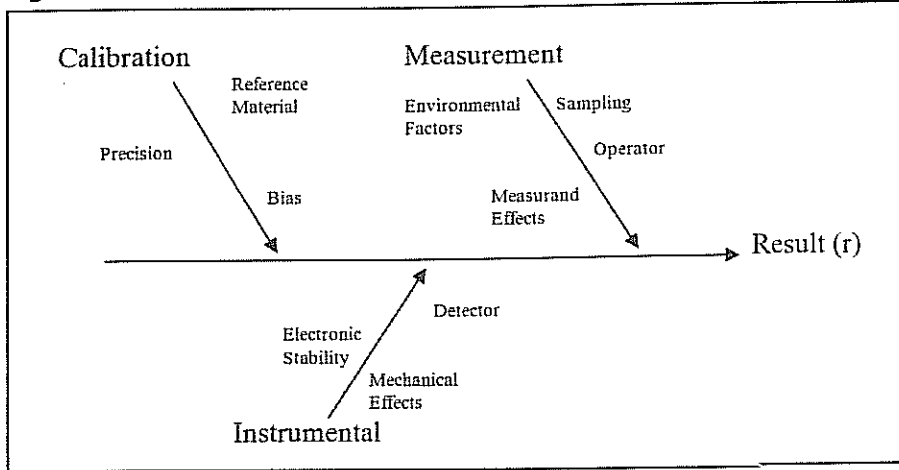 Calibration
Measurement
Reference
Material
Environmental
Factors
Sampling
Precision
Operator
Bias
Measurand
Effects
Result (r)
Detector
Electronic
Stability
Mechanical
Effects
Instrumental